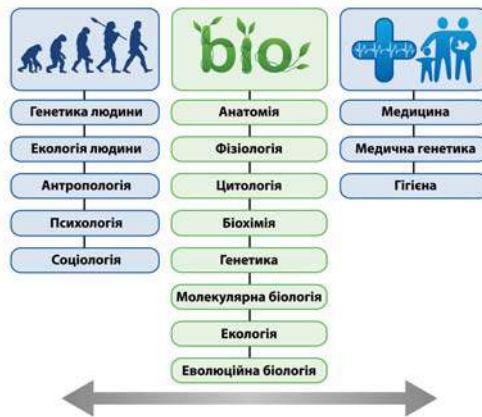 bio
Генетика людини
Екологія людини
Антропологія
Психологія
Соціологія
Анатомія
Фізіологія
Цитологія
Біохімія
Генетика
Молекулярна біологія
Екологія
Еволюційна біологія
Медицина
Медична генетика
Гігієна